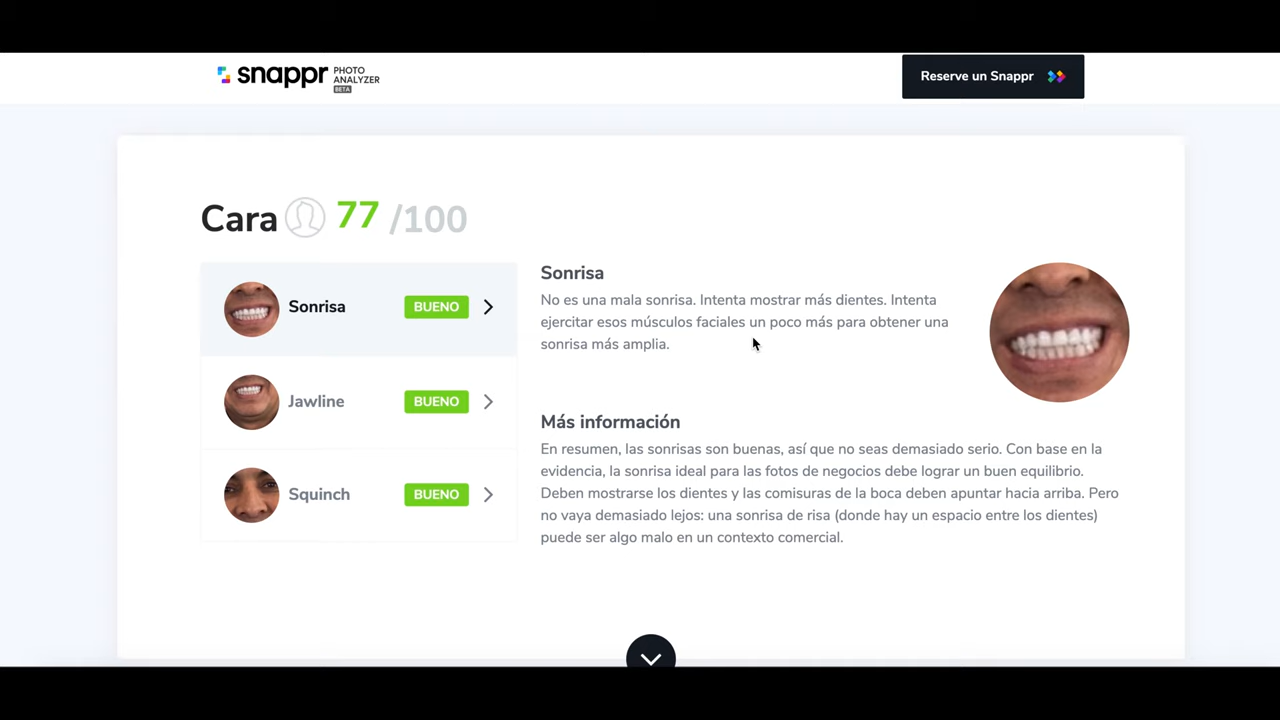 snappr PHOTO ANALYZER BETA
Reserve un Snappr
Cara 77 /100
Sonrisa BUENO
Jawline BUENO
Squinch BUENO
Sonrisa
No es una mala sonrisa. Intenta mostrar más dientes. Intenta
ejercitar esos músculos faciales un poco más para obtener una
sonrisa más amplia.
Más información
En resumen, las sonrisas son buenas, así que no seas demasiado serio. Con base en la
evidencia, la sonrisa ideal para las fotos de negocios debe lograr un buen equilibrio.
Deben mostrarse los dientes y las comisuras de la boca deben apuntar hacia arriba. Pero
no vaya demasiado lejos: una sonrisa de risa (donde hay un espacio entre los dientes)
puede ser algo malo en un contexto comercial.